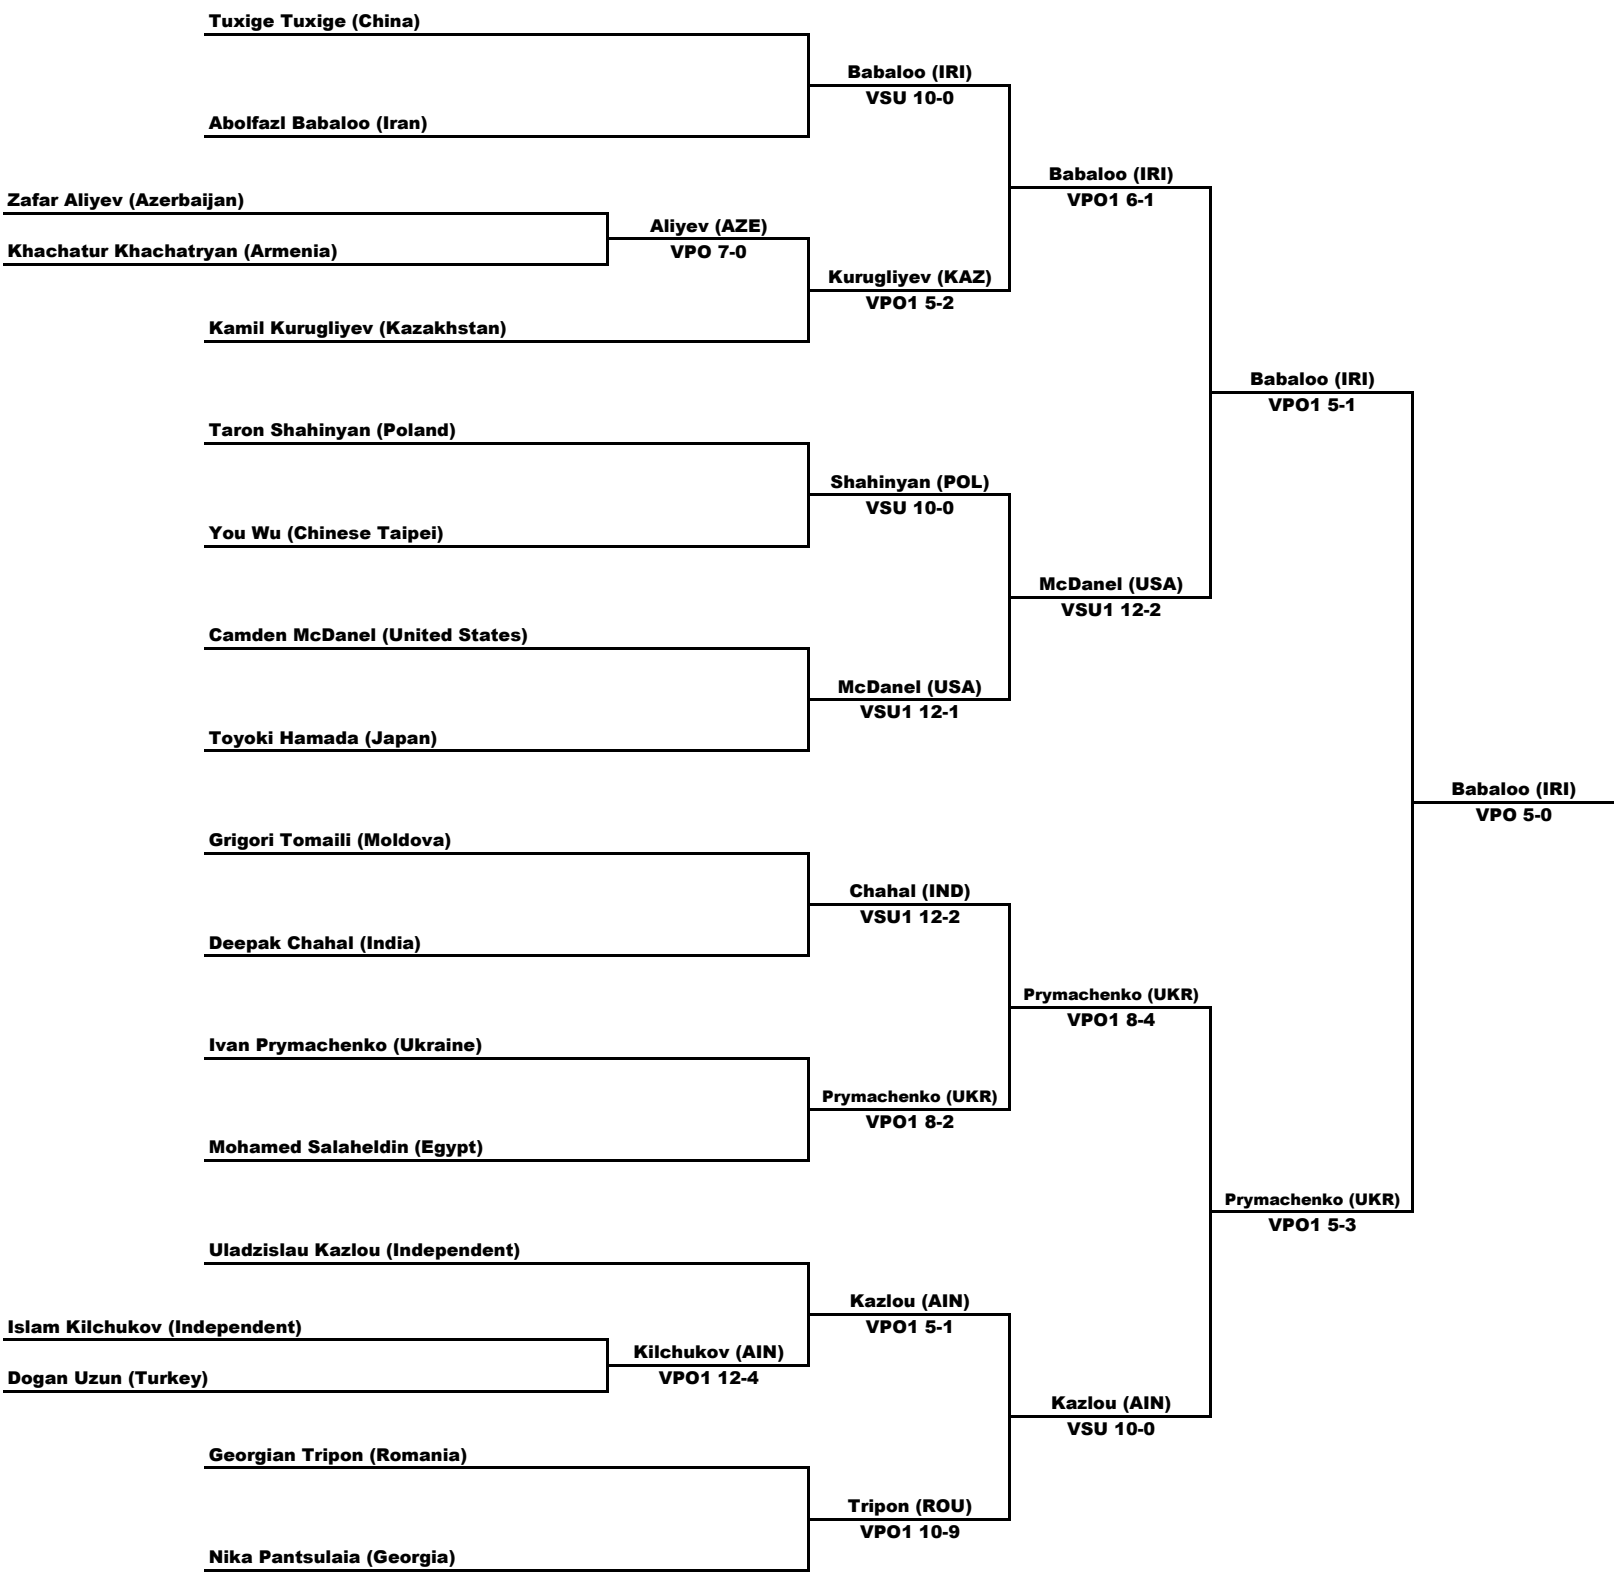 Tuxige Tuxige (China)
Babaloo (IRI)
VSU 10-0
Abolfazl Babaloo (Iran)
Babaloo (IRI)
VPO1 6-1
Zafar Aliyev (Azerbaijan)
Aliyev (AZE)
VPO 7-0
Khachatur Khachatryan (Armenia)
Kurugliyev (KAZ)
VPO1 5-2
Kamil Kurugliyev (Kazakhstan)
Babaloo (IRI)
VPO1 5-1
Taron Shahinyan (Poland)
Shahinyan (POL)
VSU 10-0
You Wu (Chinese Taipei)
McDanel (USA)
VSU1 12-2
Camden McDanel (United States)
McDanel (USA)
VSU1 12-1
Toyoki Hamada (Japan)
Babaloo (IRI)
VPO 5-0
Grigori Tomaili (Moldova)
Chahal (IND)
VSU1 12-2
Deepak Chahal (India)
Prymachenko (UKR)
VPO1 8-4
Ivan Prymachenko (Ukraine)
Prymachenko (UKR)
VPO1 8-2
Mohamed Salaheldin (Egypt)
Prymachenko (UKR)
VPO1 5-3
Uladzislau Kazlou (Independent)
Kazlou (AIN)
VPO1 5-1
Islam Kilchukov (Independent)
Kilchukov (AIN)
VPO1 12-4
Dogan Uzun (Turkey)
Kazlou (AIN)
VSU 10-0
Georgian Tripon (Romania)
Tripon (ROU)
VPO1 10-9
Nika Pantsulaia (Georgia)